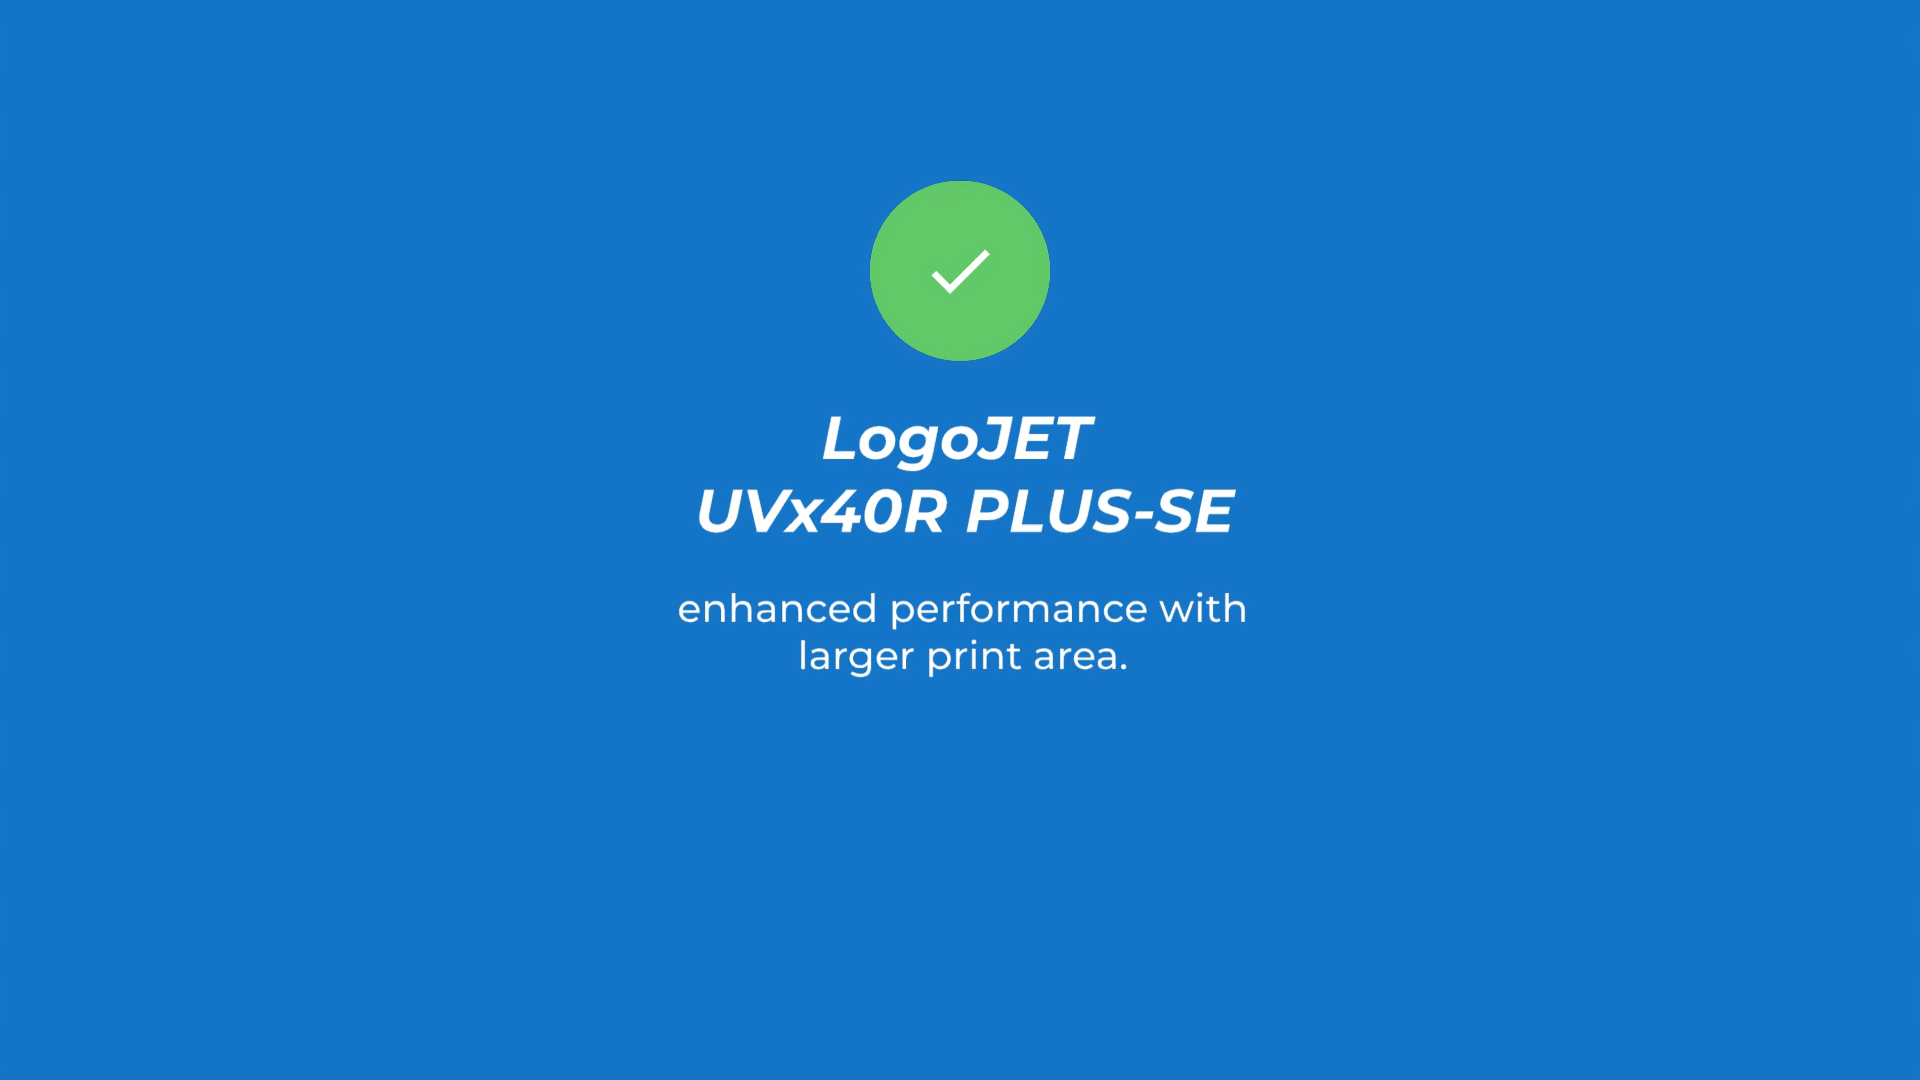 LogoJET
UVx40R PLUS-SE
enhanced performance with
larger print area.